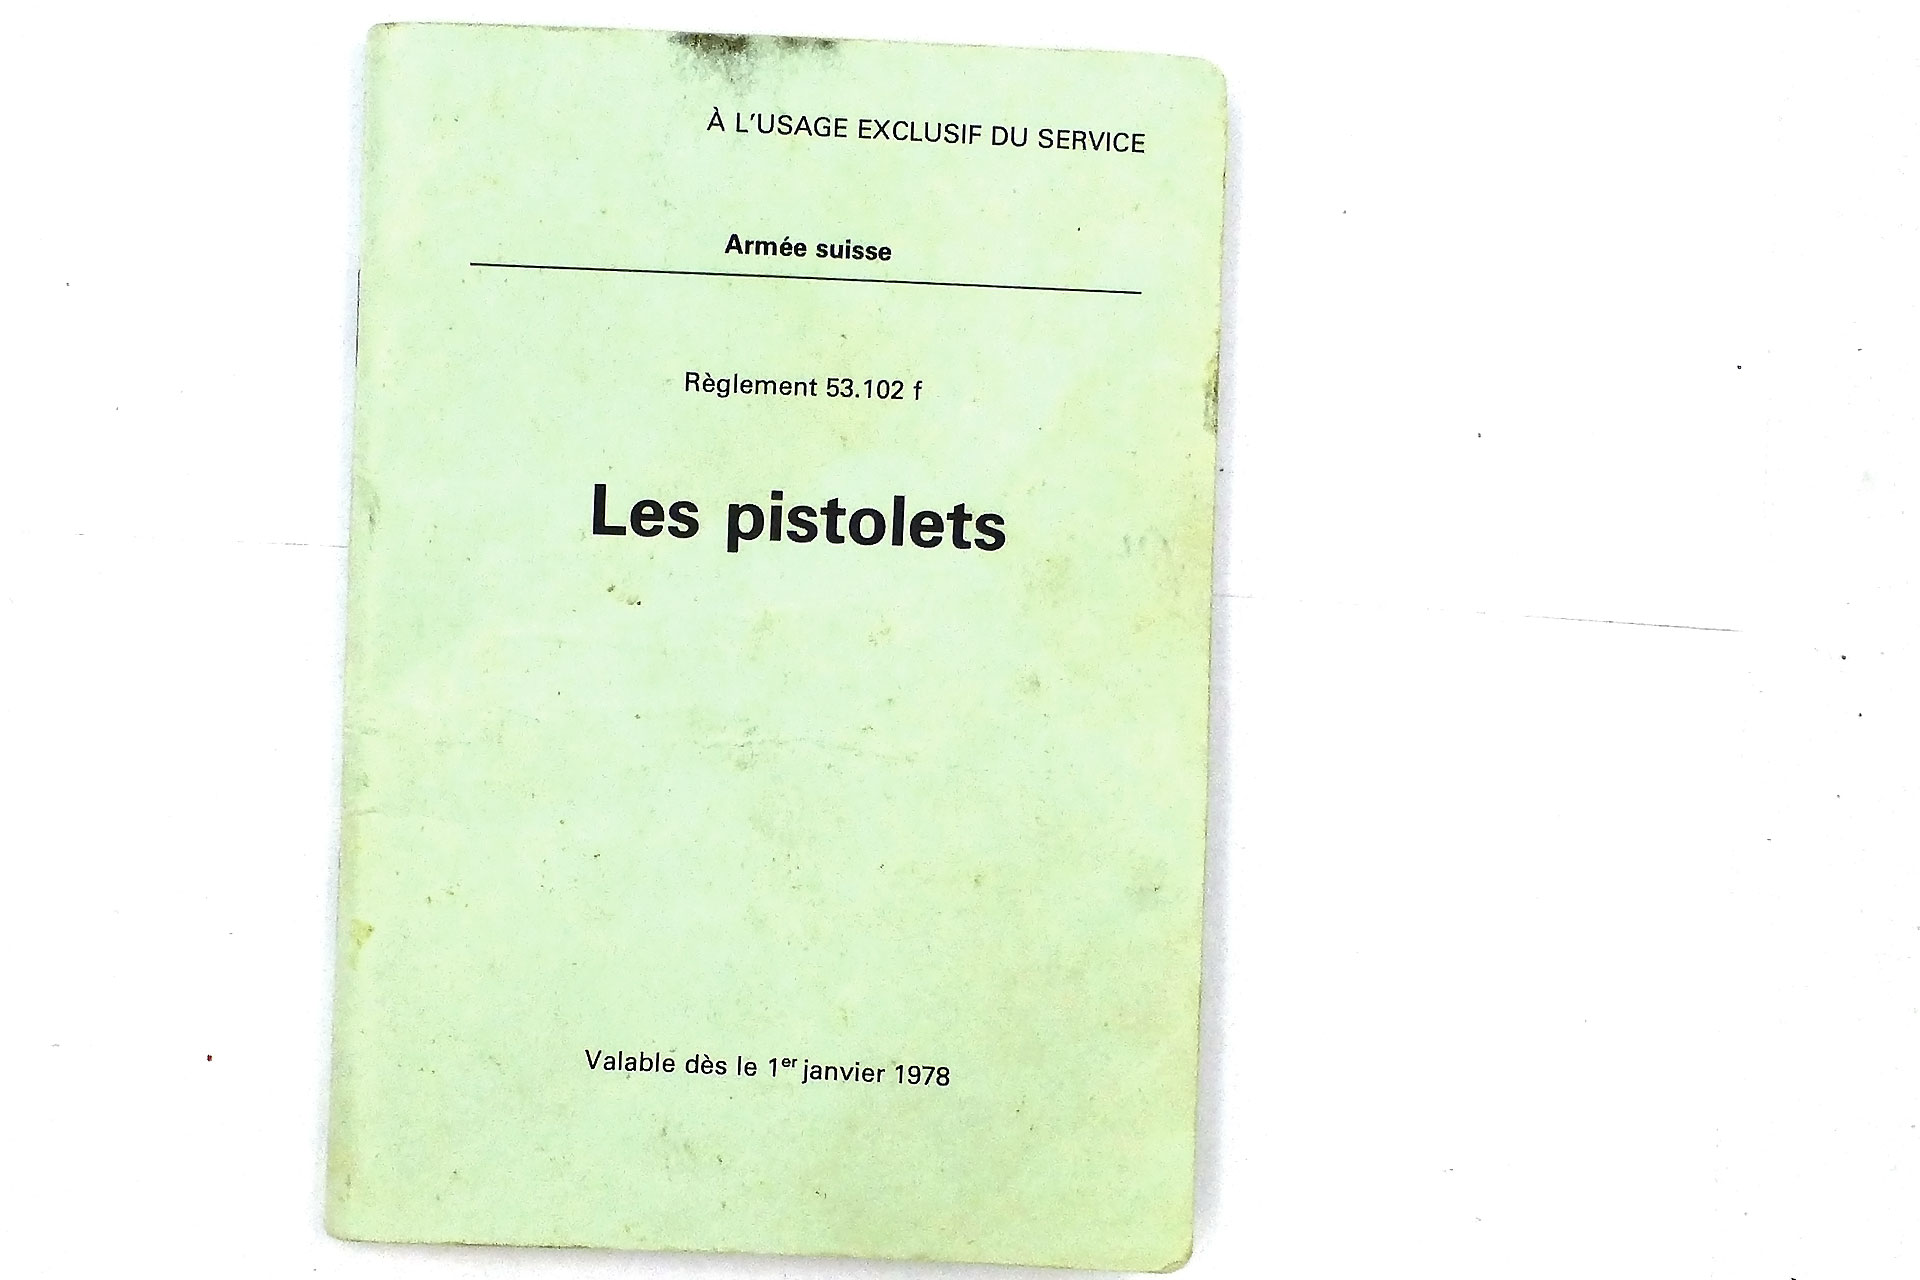 À L'USAGE EXCLUSIF DU SERVICE
Armée suisse
Règlement 53.102 f
Les pistolets
Valable dès le 1er janvier 1978